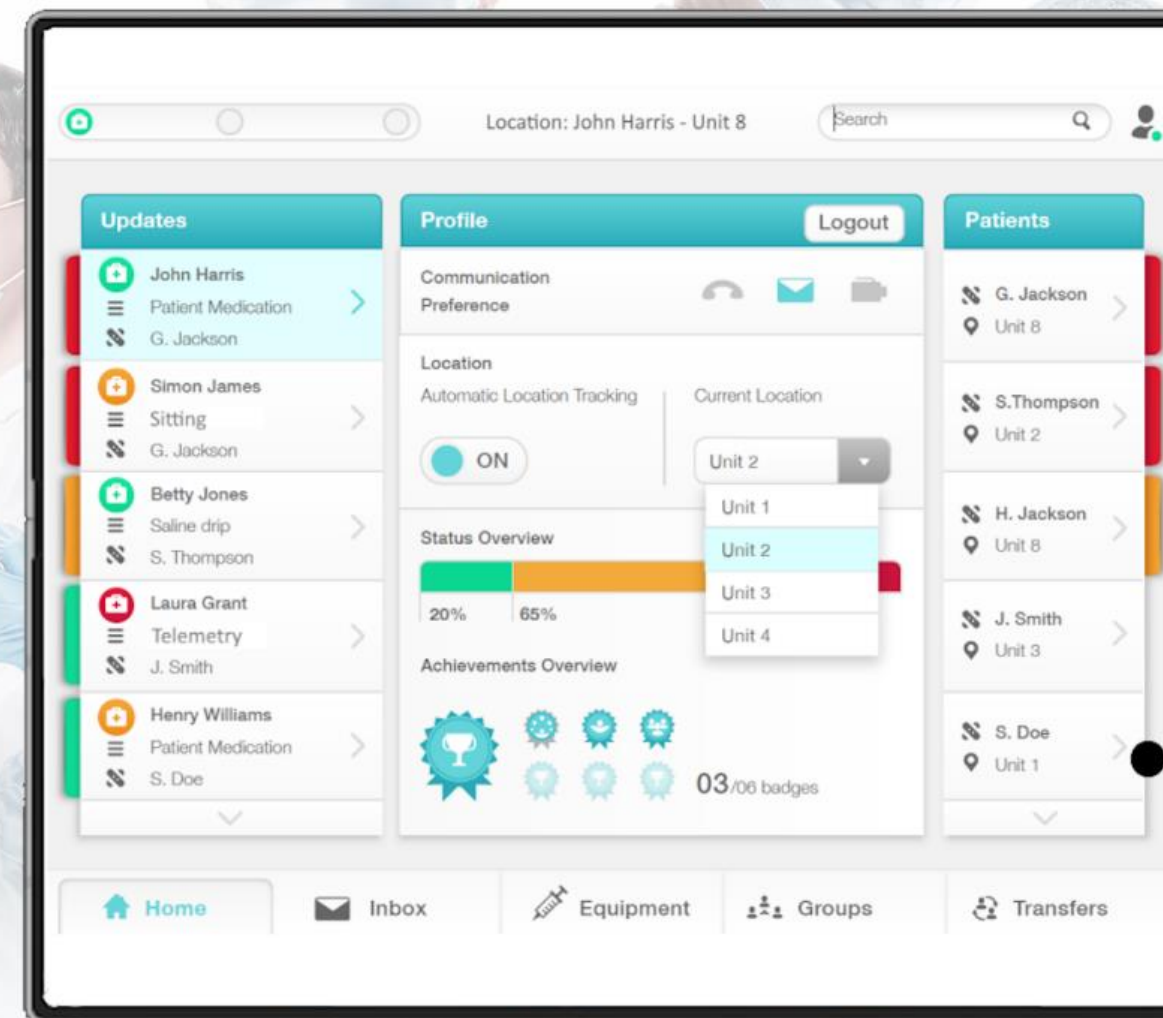 Location: John Harris - Unit 8
Search
Updates
John Harris
Patient Medication
G. Jackson
Simon James
Sitting
G. Jackson
Betty Jones
Saline drip
S. Thompson
Laura Grant
Telemetry
J. Smith
Henry Williams
Patient Medication
S. Doe
Profile
Logout
Communication
Preference
Location
Automatic Location Tracking
ON
Current Location
Unit 2
Unit 1
Unit 2
Unit 3
Unit 4
Status Overview
20%
65%
Achievements Overview
03/06 badges
Patients
G. Jackson
Unit 8
S.Thompson
Unit 2
H. Jackson
Unit 8
J. Smith
Unit 3
S. Doe
Unit 1
Home
Inbox
Equipment
Groups
Transfers